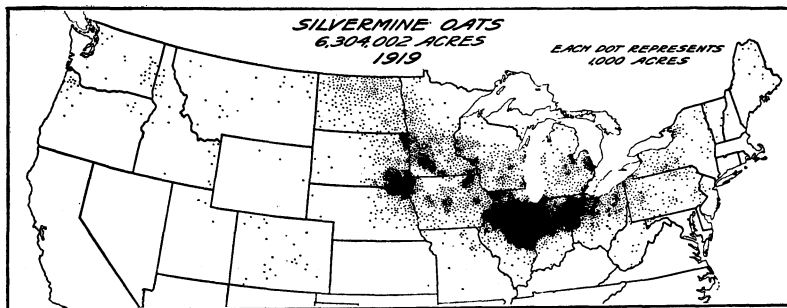 SILVERMINE OATS
6,304,002 ACRES
1919
EACH DOT REPRESENTS
1,000 ACRES